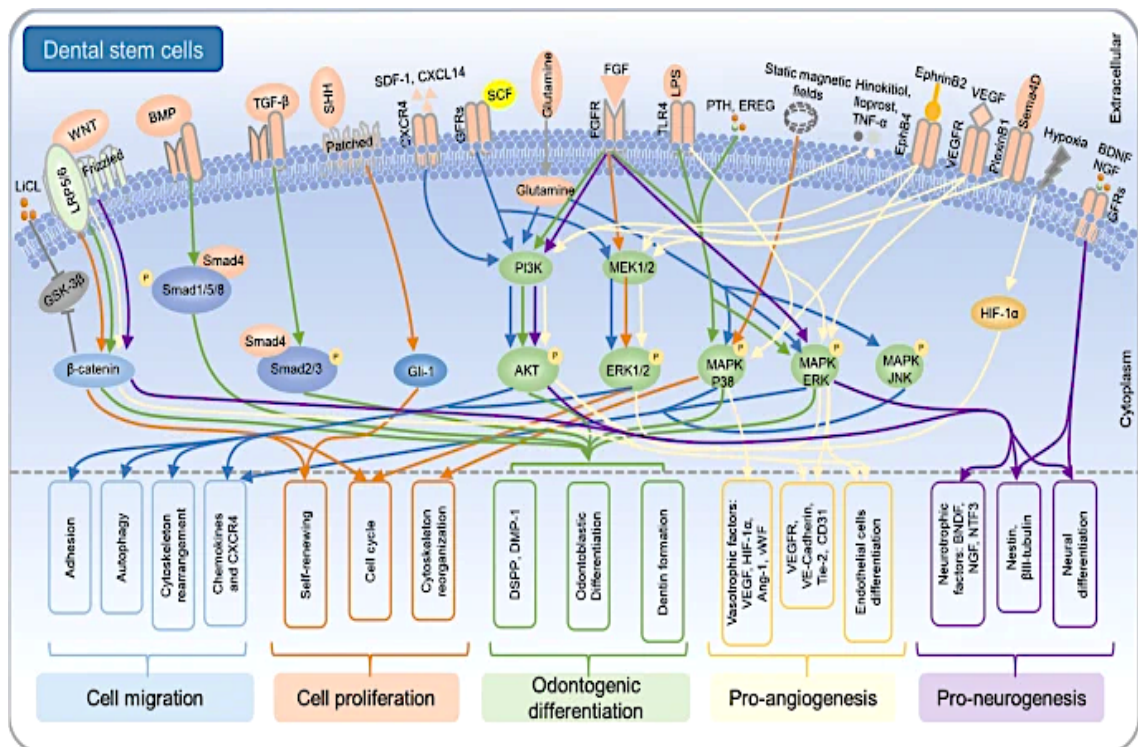 Dental stem cells
Extracellular
Cytoplasm
LiCL
WNT
LRP5/6
Frizzled
BMP
TGF-β
SHH
Patched
SDF-1, CXCL14
CXCR4
GFRs
SCF
Glutamine
Glutamine
FGF
FGFR
LPS
TLR4
PTH, EREG
Static magnetic
fields
Hinokitiol,
Iloprost,
TNF-α
EphrinB2
EphB4
VEGF
VEGFR
Sema4D
PlexinB1
Hypoxia
BDNF
NGF
GFRs
GSK-3β
P
Smad4
Smad1/5/8
PI3K
MEK1/2
HIF-1α
β-catenin
Smad4
Smad2/3
P
Gli-1
AKT
P
ERK1/2
P
MAPK
P38
P
MAPK
ERK
P
MAPK
JNK
P
Adhesion
Autophagy
Cytoskeleton
rearrangement
Chemokines
and CXCR4
Self-renewing
Cell cycle
Cytoskeleton
reorganization
DSPP, DMP-1
Odontoblastic
Differentiation
Dentin formation
Vasotrophic factors:
VEGF, HIF-1α,
Ang-1, vWF
VEGFR,
VE-Cadherin,
Tie-2, CD31
Endothelial cells
differentiation
Neurotrophic
factors: BNDF,
NGF, NTF3
Nestin,
βIII-tubulin
Neural
differentiation
Cell migration
Cell proliferation
Odontogenic
differentiation
Pro-angiogenesis
Pro-neurogenesis